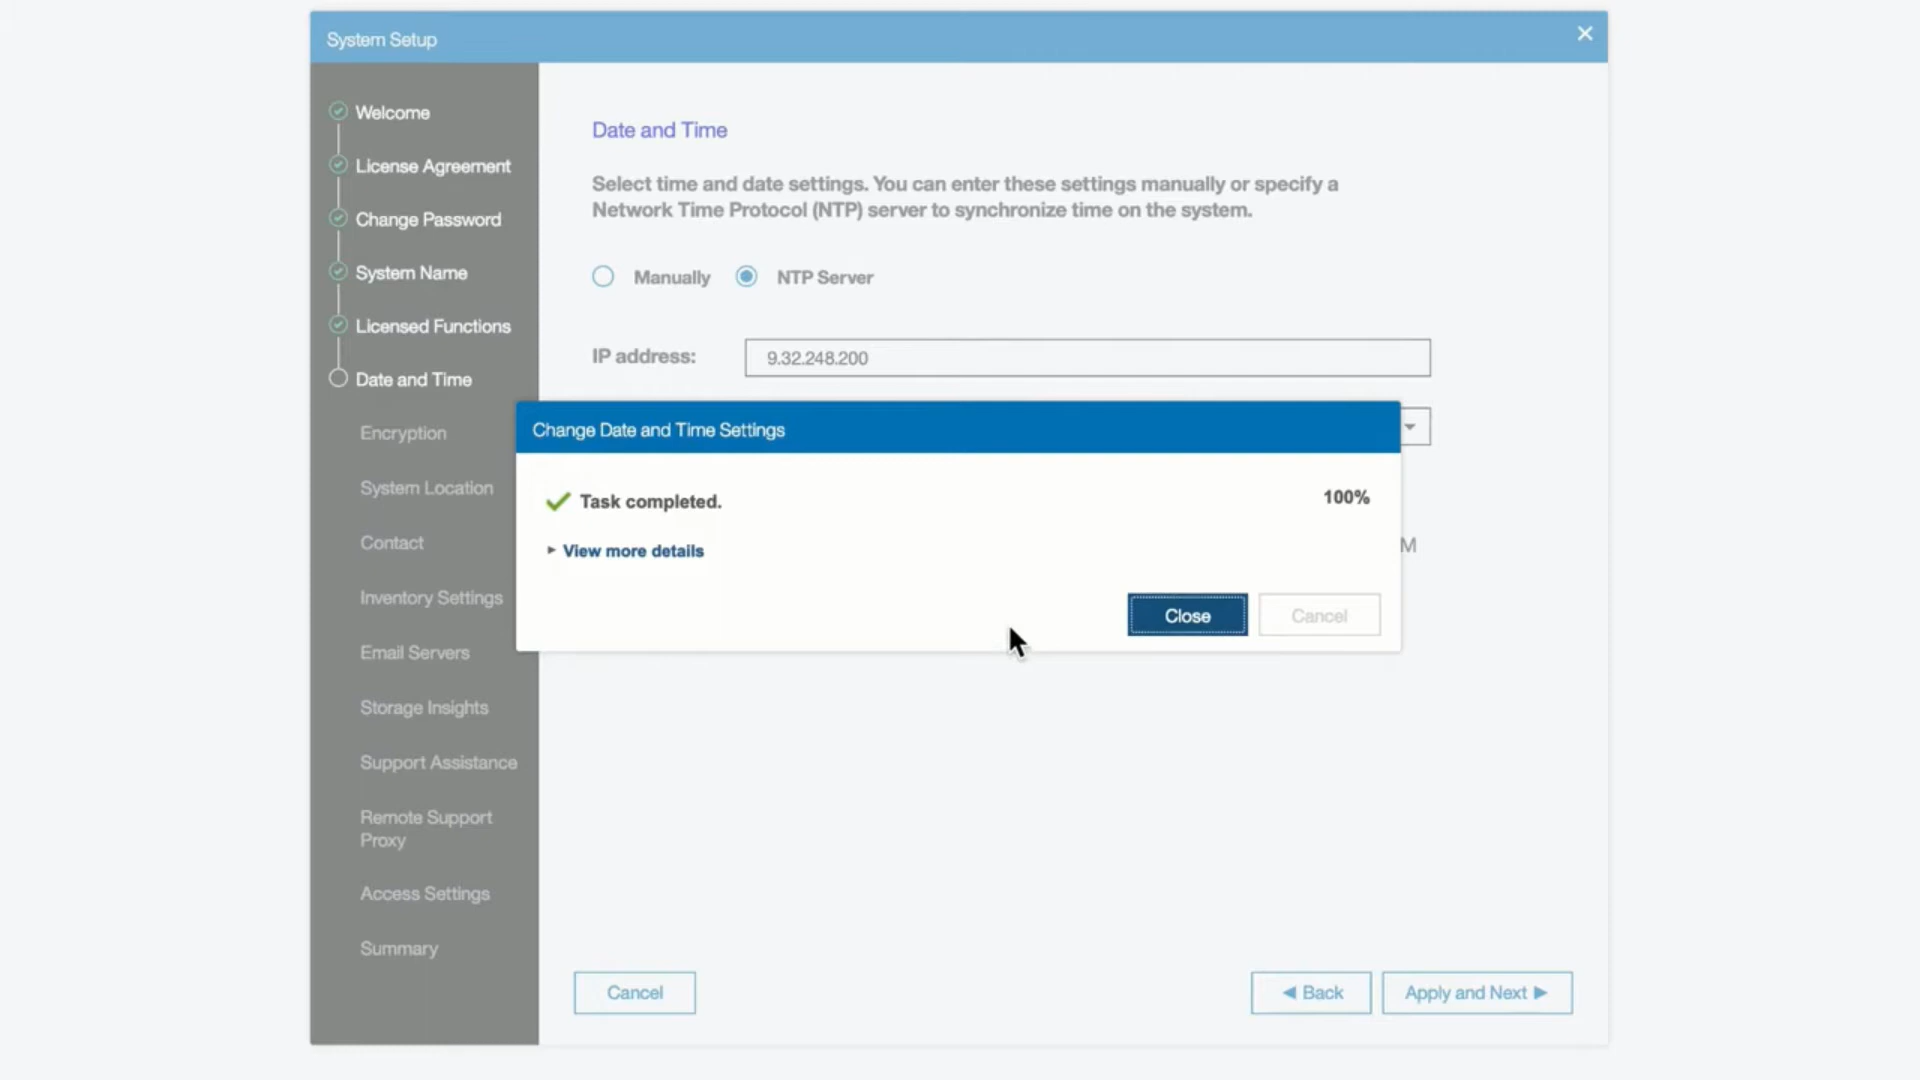 System Setup
Welcome
License Agreement
Change Password
System Name
Licensed Functions
Date and Time
Encryption
System Location
Contact
Inventory Settings
Email Servers
Storage Insights
Support Assistance
Remote Support
Proxy
Access Settings
Summary
Date and Time
Select time and date settings. You can enter these settings manually or specify a
Network Time Protocol (NTP) server to synchronize time on the system.
Manually NTP Server
IP address: 9.32.248.200
Change Date and Time Settings
Task completed. 100%
View more details
M
Close Cancel
Cancel Back Apply and Next